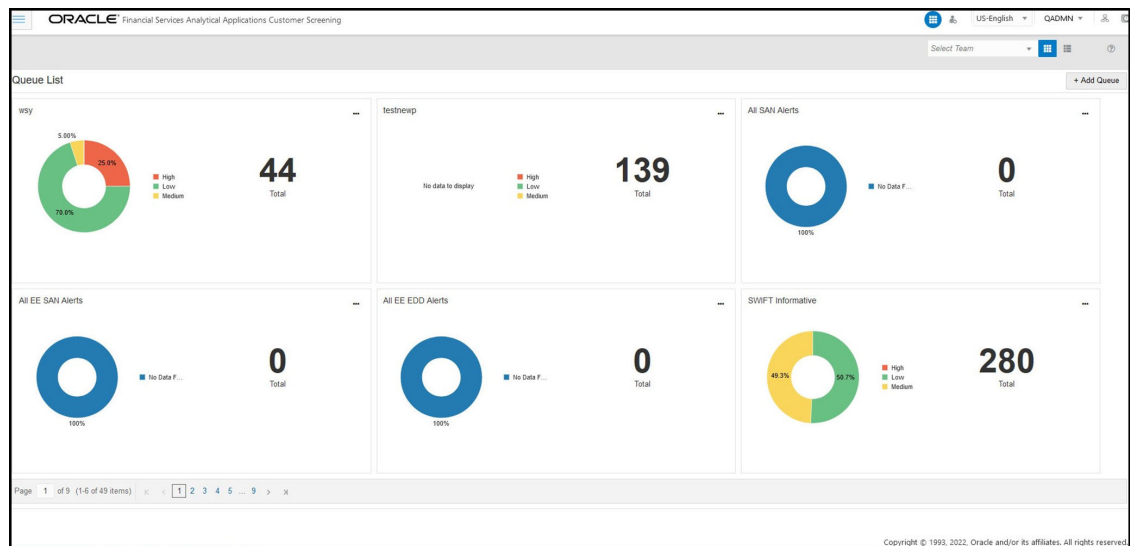 ORACLE® Financial Services Analytical Applications Customer Screening
US-English
QADMN
Select Team
Queue List
+ Add Queue
wsy
5.00%
25.0%
70.0%
High
Low
Medium
44
Total
testnewp
No data to display
High
Low
Medium
139
Total
All SAN Alerts
100%
No Data F...
0
Total
All EE SAN Alerts
100%
No Data F...
0
Total
All EE EDD Alerts
100%
No Data F...
0
Total
SWIFT Informative
49.3%
50.7%
High
Low
Medium
280
Total
Page 1 of 9 (1-6 of 49 items) 1 2 3 4 5 ... 9
Copyright © 1993, 2022, Oracle and/or its affiliates. All rights reserved.